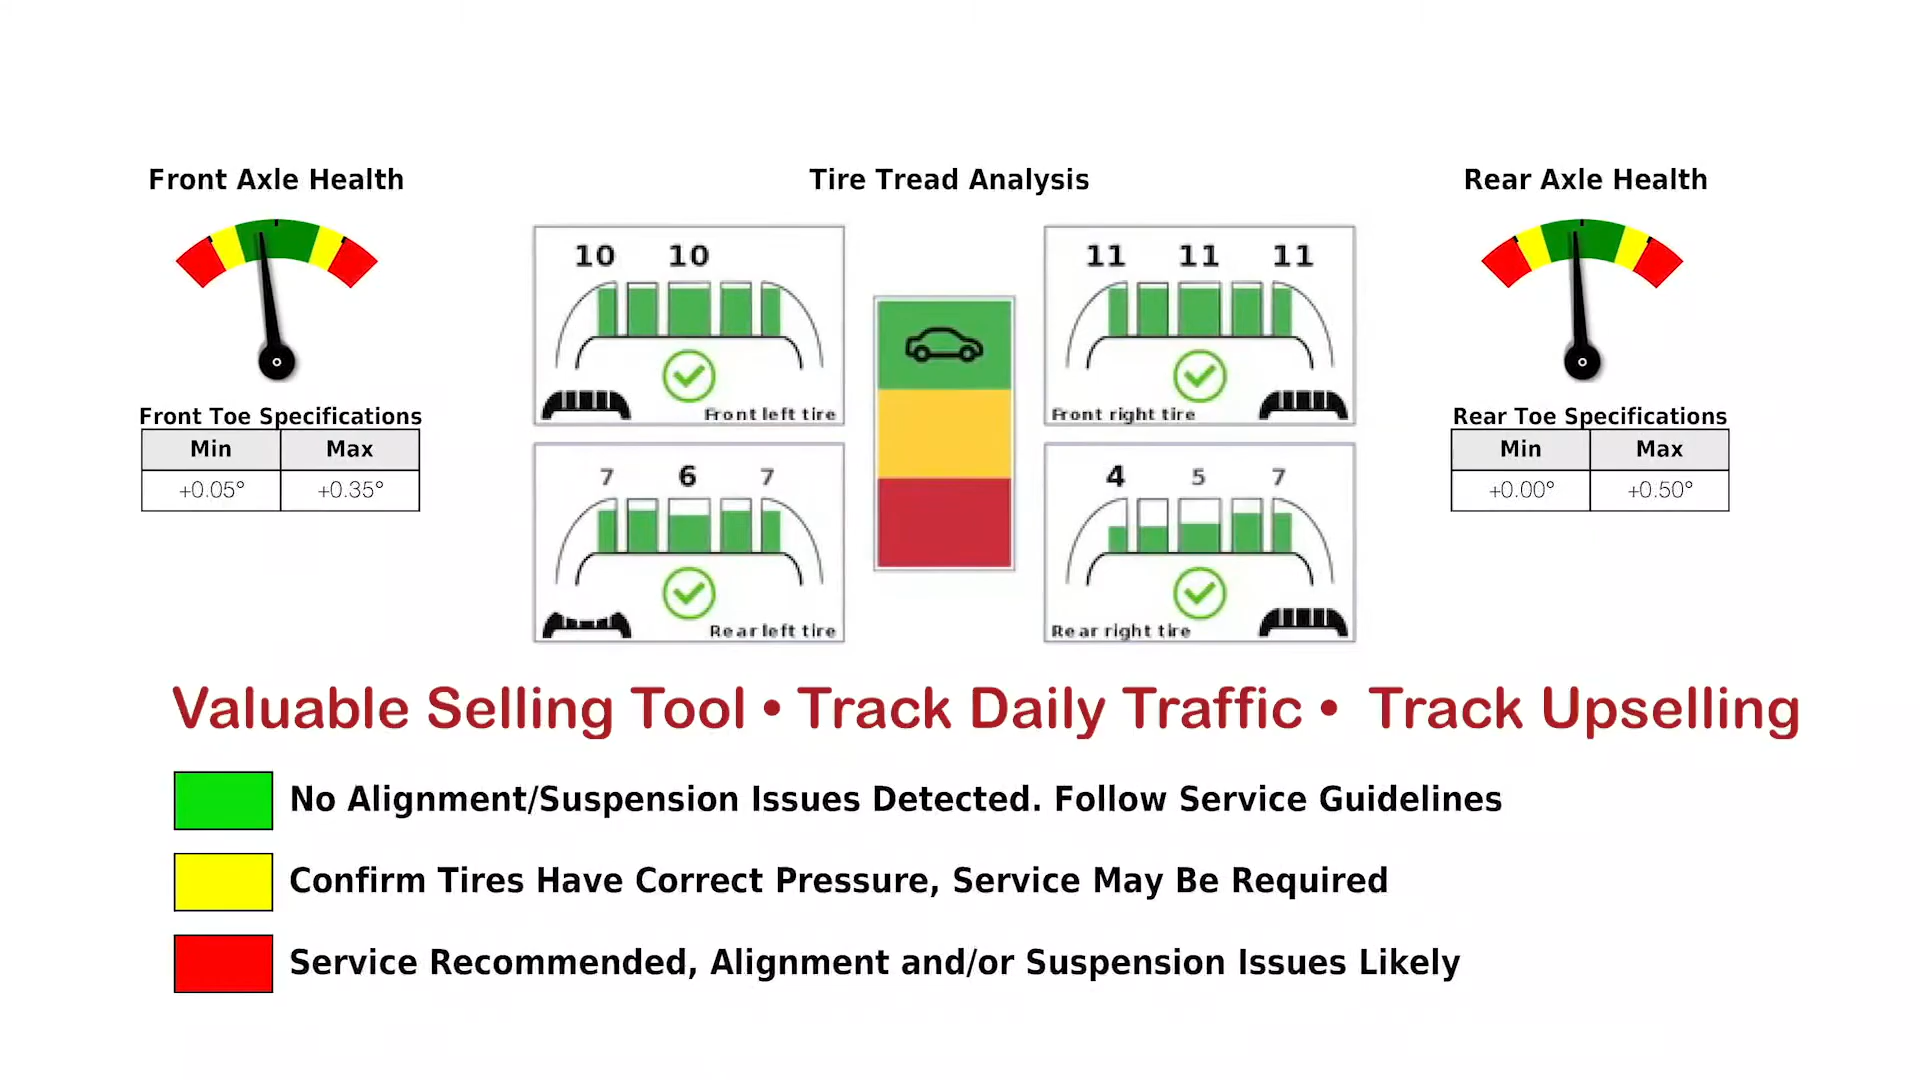 Front Axle Health
Tire Tread Analysis
Rear Axle Health
10 10
Front left tire
11 11 11
Front right tire
Front Toe Specifications
Min Max
+0.05° +0.35°
Rear Toe Specifications
Min Max
+0.00° +0.50°
7 6 7
Rear left tire
4 5 7
Rear right tire
Valuable Selling Tool • Track Daily Traffic • Track Upselling
No Alignment/Suspension Issues Detected. Follow Service Guidelines
Confirm Tires Have Correct Pressure, Service May Be Required
Service Recommended, Alignment and/or Suspension Issues Likely